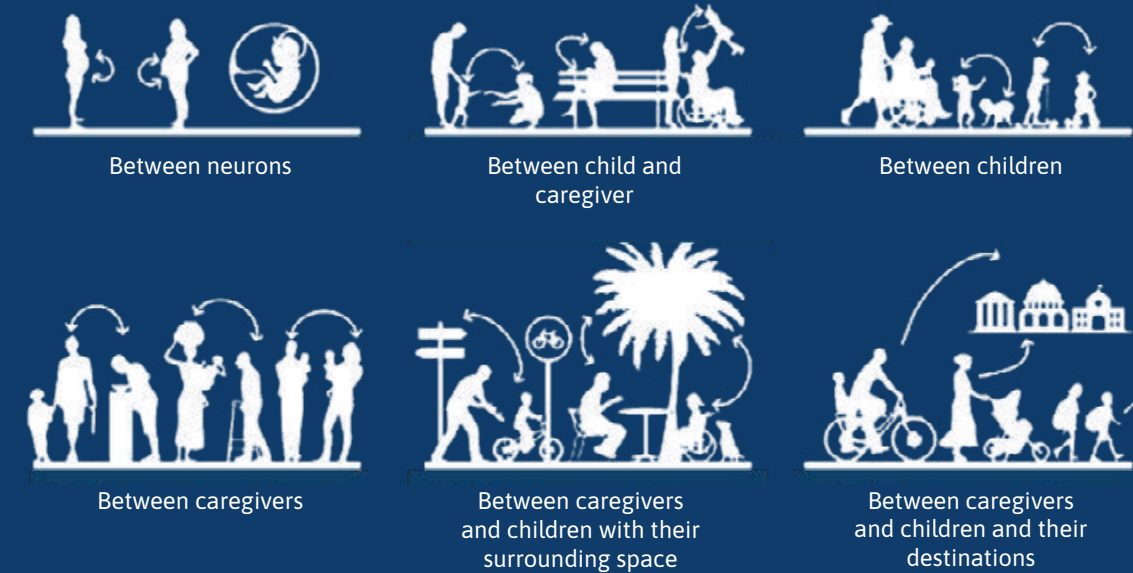 Between neurons
Between child and
caregiver
Between children
Between caregivers
Between caregivers
and children with their
surrounding space
Between caregivers
and children and their
destinations